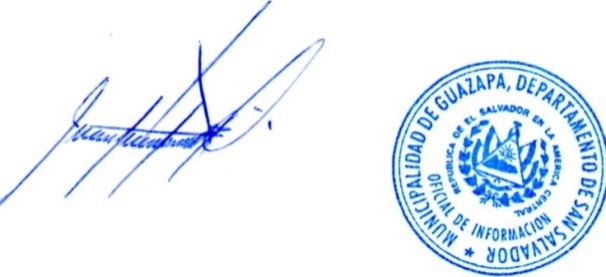 MUNICIPALIDAD DE GUAZAPA, DEPARTAMENTO DE SAN SALVADOR
REPUBLICA DE EL SALVADOR EN LA AMERICA CENTRAL
OFICIAL DE INFORMACION